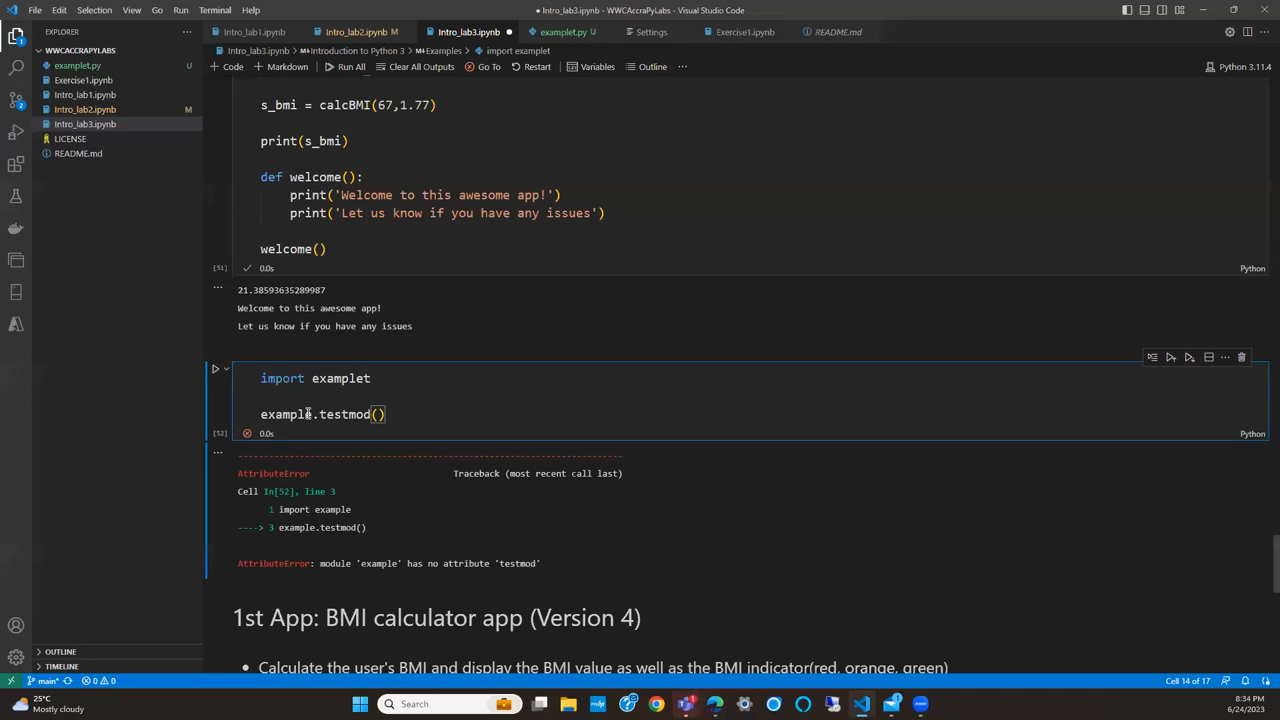 File Edit Selection View Go Run Terminal Help
● Intro_lab3.ipynb - WWCAccraPyLabs - Visual Studio Code
EXPLORER ···
Intro_lab1.ipynb Intro_lab2.ipynb M Intro_lab3.ipynb ● examplet.py U Settings Exercise1.ipynb README.md
WWCACCRAPYLABS
Intro_lab3.ipynb > Introduction to Python 3 > Examples > import examplet
examplet.py U
+ Code + Markdown Run All Clear All Outputs Go To Restart Variables Outline ··· Python 3.11.4
Exercise1.ipynb
Intro_lab1.ipynb
Intro_lab2.ipynb M
Intro_lab3.ipynb
LICENSE
README.md
s_bmi = calcBMI(67,1.77)
print(s_bmi)
def welcome():
print('Welcome to this awesome app!')
print('Let us know if you have any issues')
welcome()
[51] 0.0s Python
··· 21.38593635289987
Welcome to this awesome app!
Let us know if you have any issues
import examplet
example.testmod()
[52] 0.0s Python
···
---------------------------------------------------------------------------
AttributeError Traceback (most recent call last)
Cell In[52], line 3
1 import example
----> 3 example.testmod()
AttributeError: module 'example' has no attribute 'testmod'
1st App: BMI calculator app (Version 4)
• Calculate the user's BMI and display the BMI value as well as the BMI indicator(red, orange, green)
OUTLINE
TIMELINE
main* 0 0 Cell 14 of 17
25°C
Mostly cloudy
Search
8:34 PM
6/24/2023